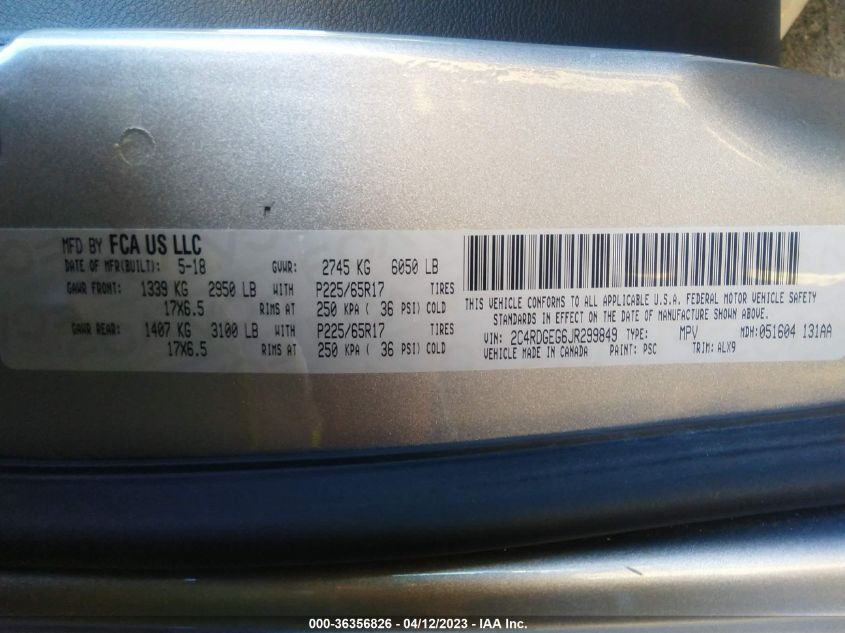 MFD BY FCA US LLC
DATE OF MFR(BUILT): 5-18 GVWR: 2745 KG 6050 LB
GAWR FRONT: 1339 KG 2950 LB WITH P225/65R17 TIRES
17X6.5 RIMS AT 250 KPA ( 36 PSI) COLD
GAWR REAR: 1407 KG 3100 LB WITH P225/65R17 TIRES
17X6.5 RIMS AT 250 KPA ( 36 PSI) COLD
THIS VEHICLE CONFORMS TO ALL APPLICABLE U.S.A. FEDERAL MOTOR VEHICLE SAFETY
STANDARDS IN EFFECT ON THE DATE OF MANUFACTURE SHOWN ABOVE.
VIN: 2C4RDGEG6JR299849 TYPE: MPV MDH:051604 131AA
VEHICLE MADE IN CANADA PAINT: PSC TRIM: ALX9
000-36356826 - 04/12/2023 - IAA Inc.